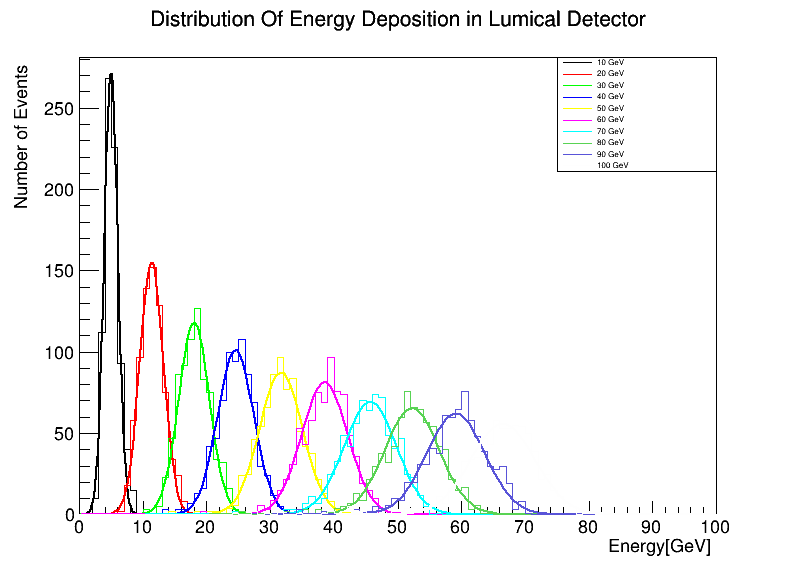 Distribution Of Energy Deposition in Lumical Detector
Number of Events
10 GeV
20 GeV
30 GeV
40 GeV
50 GeV
60 GeV
70 GeV
80 GeV
90 GeV
100 GeV
250
200
150
100
50
0
0 10 20 30 40 50 60 70 80 90 100
Energy[GeV]